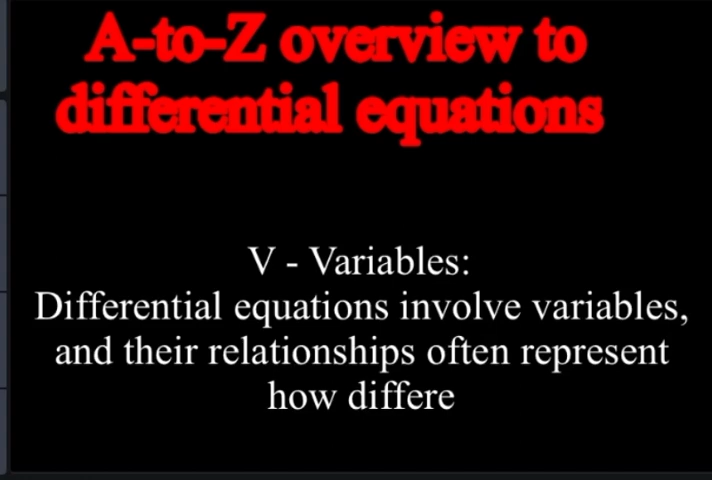 A-to-Z overview to
differential equations
V - Variables:
Differential equations involve variables,
and their relationships often represent
how differe